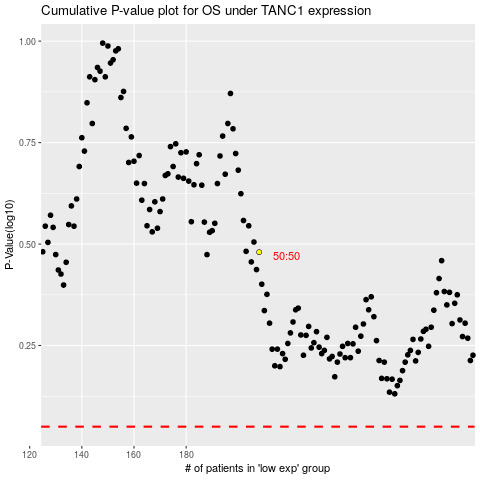 Cumulative P-value plot for OS under TANC1 expression
P-Value(log10)
1.00
0.75
0.50
0.25
50:50
120 140 160 180
# of patients in 'low exp' group